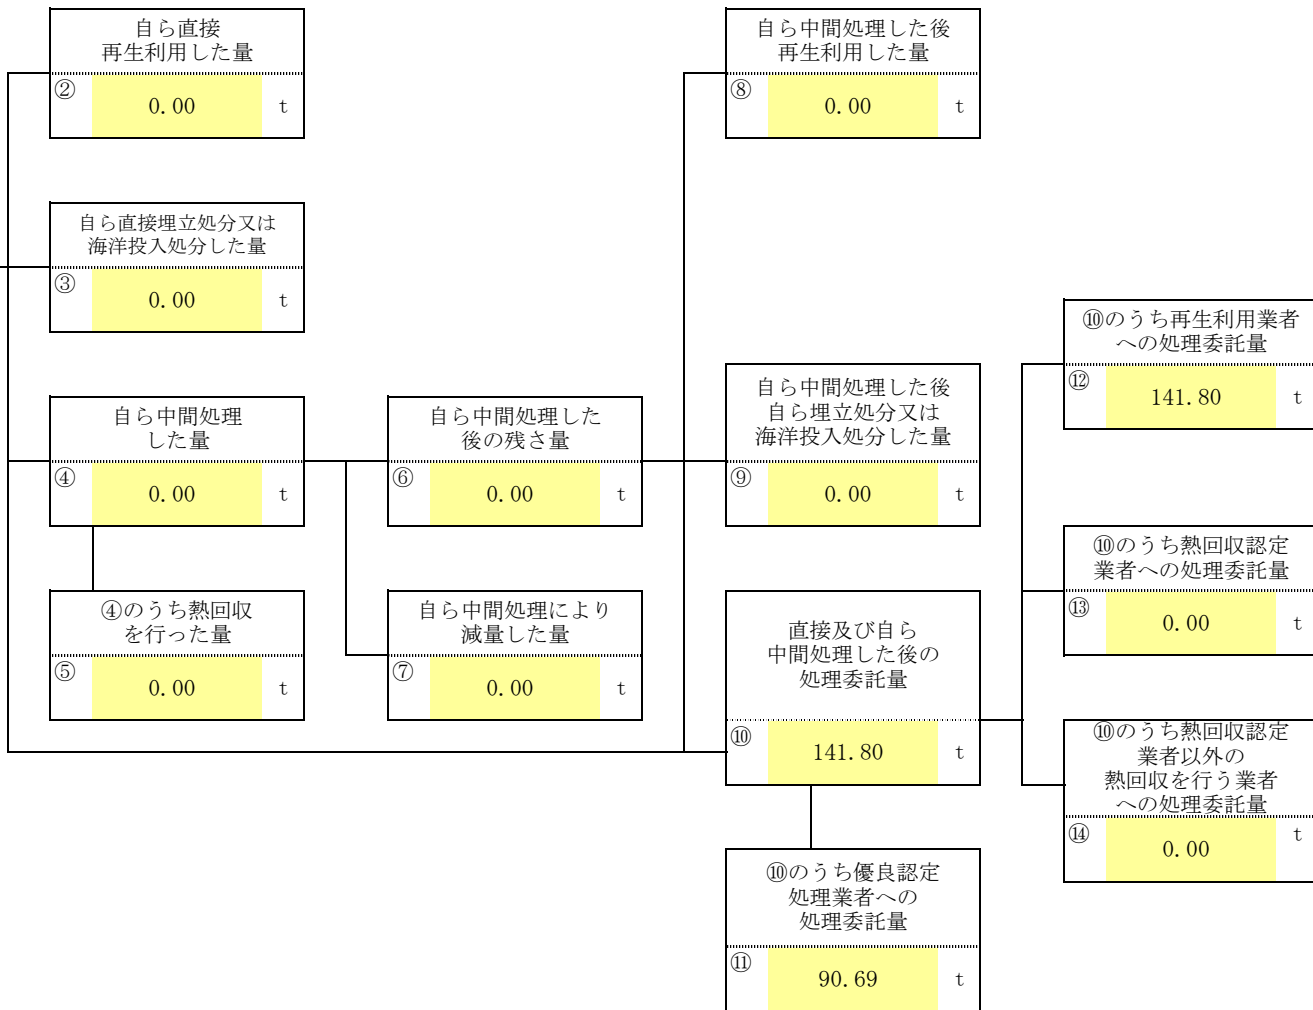 自ら直接
再生利用した量
② 0.00 t
自ら中間処理した後
再生利用した量
⑧ 0.00 t
自ら直接埋立処分又は
海洋投入処分した量
③ 0.00 t
⑩のうち再生利用業者
への処理委託量
⑫ 141.80 t
自ら中間処理
した量
④ 0.00 t
自ら中間処理した
後の残さ量
⑥ 0.00 t
自ら中間処理した後
自ら埋立処分又は
海洋投入処分した量
⑨ 0.00 t
⑩のうち熱回収認定
業者への処理委託量
⑬ 0.00 t
④のうち熱回収
を行った量
⑤ 0.00 t
自ら中間処理により
減量した量
⑦ 0.00 t
直接及び自ら
中間処理した後の
処理委託量
⑩ 141.80 t
⑩のうち熱回収認定
業者以外の
熱回収を行う業者
への処理委託量
⑭ 0.00 t
⑩のうち優良認定
処理業者への
処理委託量
⑪ 90.69 t